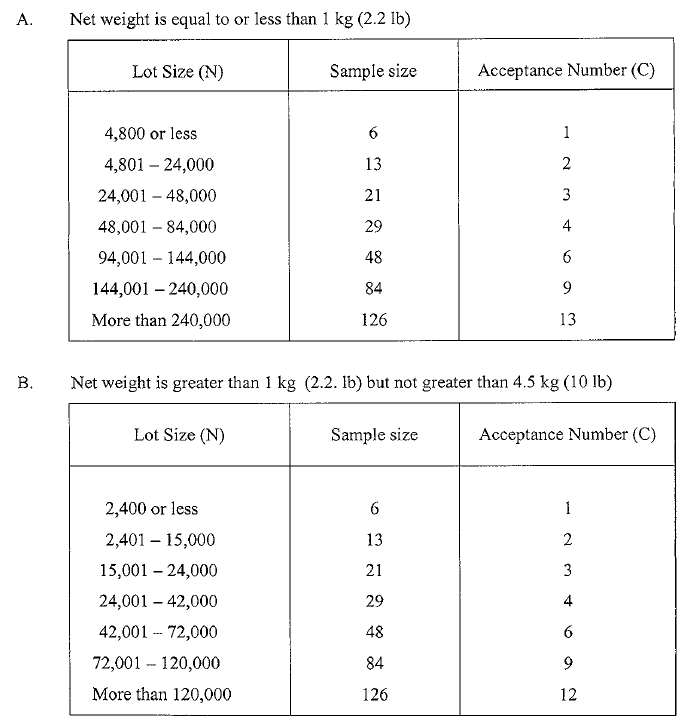 A. Net weight is equal to or less than 1 kg (2.2 lb)
Lot Size (N) Sample size Acceptance Number (C)
4,800 or less 6 1
4,801 – 24,000 13 2
24,001 – 48,000 21 3
48,001 – 84,000 29 4
94,001 – 144,000 48 6
144,001 – 240,000 84 9
More than 240,000 126 13
B. Net weight is greater than 1 kg (2.2. lb) but not greater than 4.5 kg (10 lb)
Lot Size (N) Sample size Acceptance Number (C)
2,400 or less 6 1
2,401 – 15,000 13 2
15,001 – 24,000 21 3
24,001 – 42,000 29 4
42,001 – 72,000 48 6
72,001 – 120,000 84 9
More than 120,000 126 12